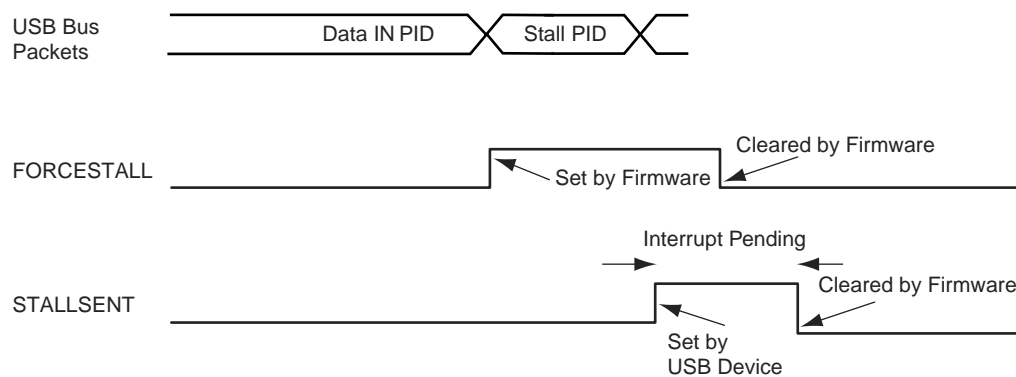 USB Bus
Packets
Data IN PID
Stall PID
FORCESTALL
Set by Firmware
Cleared by Firmware
Interrupt Pending
STALLSENT
Cleared by Firmware
Set by
USB Device